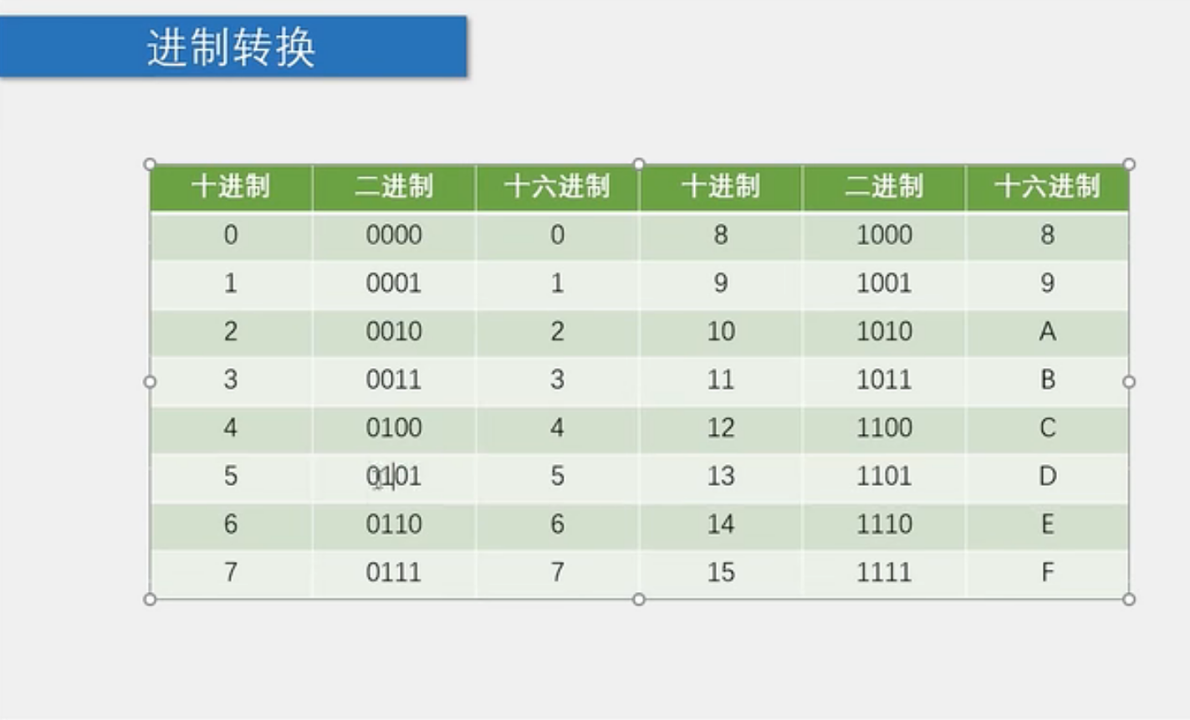 进制转换
十进制 二进制 十六进制 十进制 二进制 十六进制
0 0000 0 8 1000 8
1 0001 1 9 1001 9
2 0010 2 10 1010 A
3 0011 3 11 1011 B
4 0100 4 12 1100 C
5 0101 5 13 1101 D
6 0110 6 14 1110 E
7 0111 7 15 1111 F